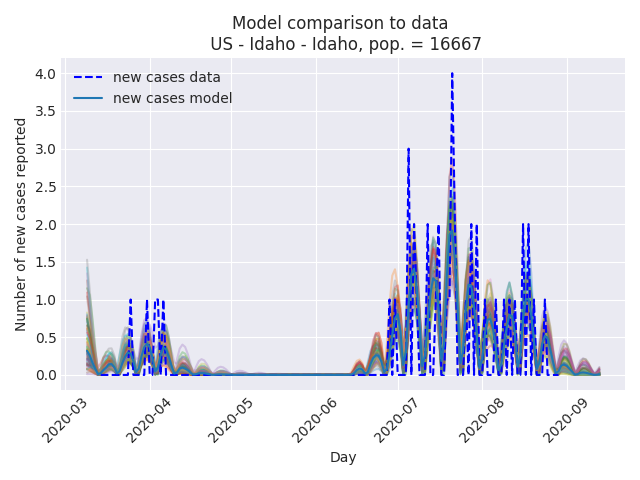 Model comparison to data
US - Idaho - Idaho, pop. = 16667
new cases data
new cases model
Number of new cases reported
4.0
3.5
3.0
2.5
2.0
1.5
1.0
0.5
0.0
2020-03
2020-04
2020-05
2020-06
2020-07
2020-08
2020-09
Day